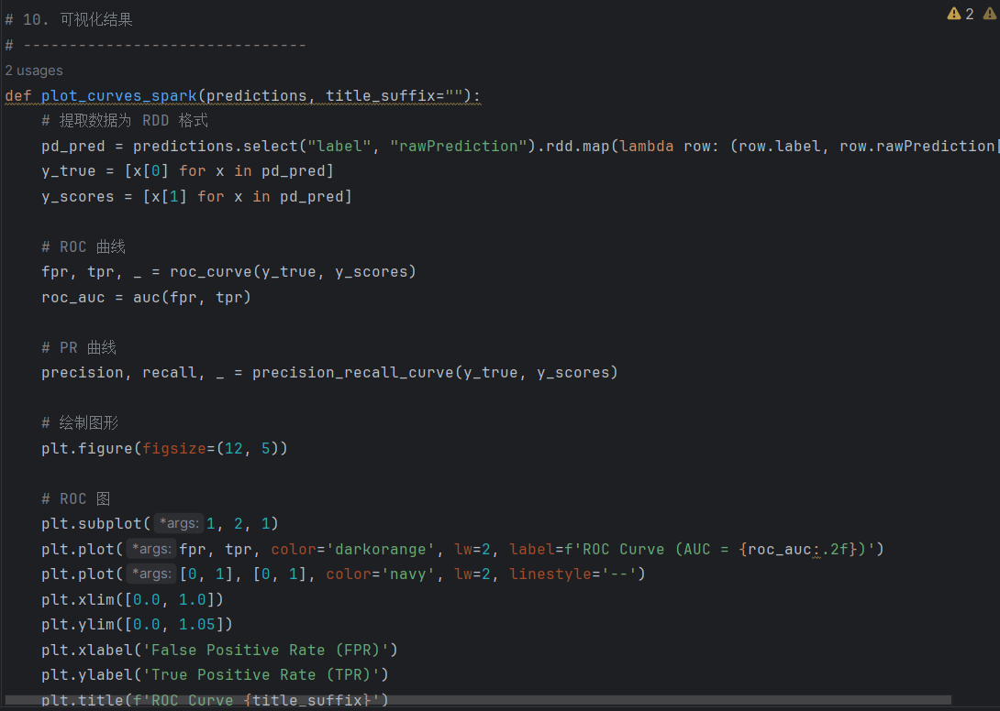 # 10. 可视化结果
2
# -------------------------------
2 usages
def plot_curves_spark(predictions, title_suffix=""):
    # 提取数据为 RDD 格式
    pd_pred = predictions.select("label", "rawPrediction").rdd.map(lambda row: (row.label, row.rawPrediction[
    y_true = [x[0] for x in pd_pred]
    y_scores = [x[1] for x in pd_pred]
    # ROC 曲线
    fpr, tpr, _ = roc_curve(y_true, y_scores)
    roc_auc = auc(fpr, tpr)
    # PR 曲线
    precision, recall, _ = precision_recall_curve(y_true, y_scores)
    # 绘制图形
    plt.figure(figsize=(12, 5))
    # ROC 图
    plt.subplot( *args: 1, 2, 1)
    plt.plot( *args: fpr, tpr, color='darkorange', lw=2, label=f'ROC Curve (AUC = {roc_auc:.2f})')
    plt.plot( *args: [0, 1], [0, 1], color='navy', lw=2, linestyle='--')
    plt.xlim([0.0, 1.0])
    plt.ylim([0.0, 1.05])
    plt.xlabel('False Positive Rate (FPR)')
    plt.ylabel('True Positive Rate (TPR)')
    plt.title(f'ROC Curve {title_suffix}')